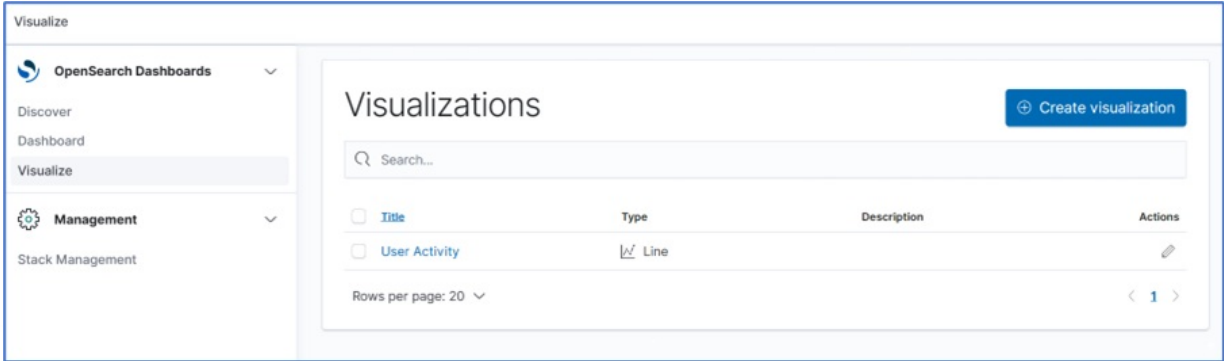 Visualize
OpenSearch Dashboards
Discover
Dashboard
Visualize
Management
Stack Management
Visualizations
Create visualization
Search...
Title Type Description Actions
User Activity Line
Rows per page: 20
1